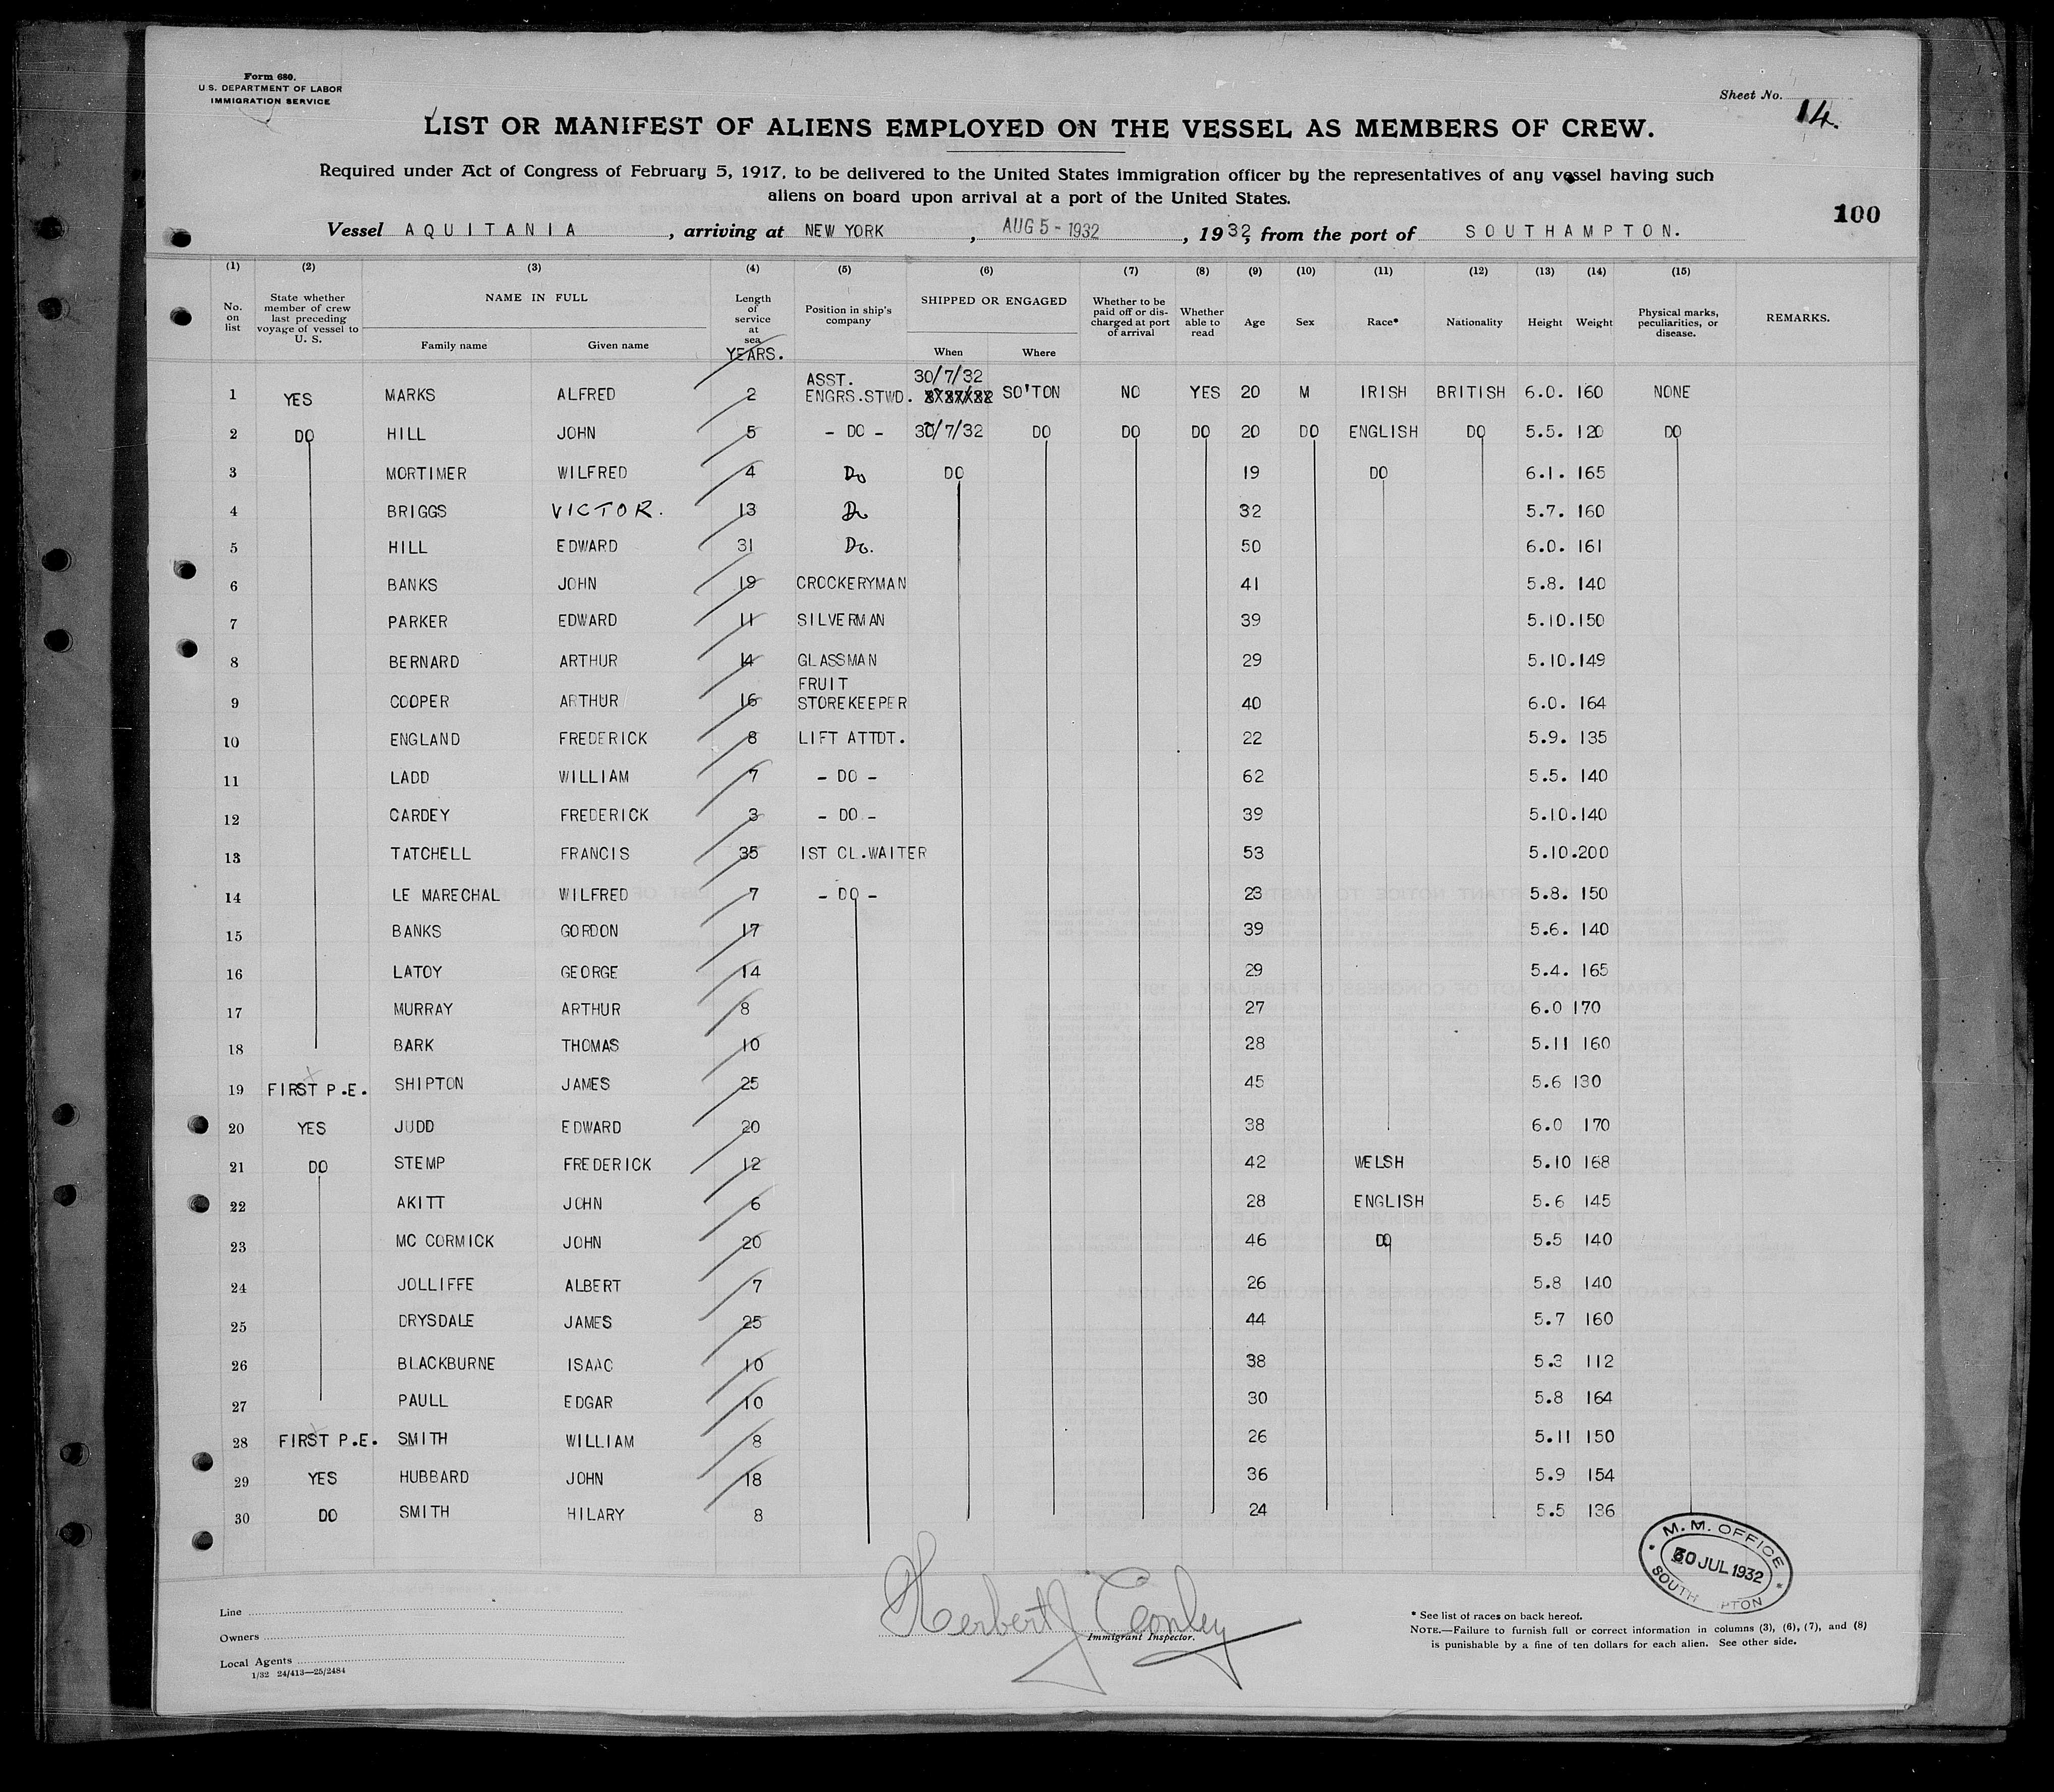 Form 680.
U.S. DEPARTMENT OF LABOR
IMMIGRATION SERVICE
Sheet No. 14.
LIST OR MANIFEST OF ALIENS EMPLOYED ON THE VESSEL AS MEMBERS OF CREW.
Required under Act of Congress of February 5, 1917, to be delivered to the United States immigration officer by the representatives of any vessel having such
aliens on board upon arrival at a port of the United States.
100
Vessel AQUITANIA, arriving at NEW YORK, AUG 5 - 1932, 1932, from the port of SOUTHAMPTON.
(1) (2) (3) (4) (5) (6) (7) (8) (9) (10) (11) (12) (13) (14) (15)
No. on list State whether member of crew last preceding voyage of vessel to U. S. NAME IN FULL Length of service at sea YEARS. Position in ship's company SHIPPED OR ENGAGED Whether to be paid off or discharged at port of arrival Whether able to read Age Sex Race* Nationality Height Weight Physical marks, peculiarities, or disease. REMARKS.
Family name Given name When Where
1 YES MARKS ALFRED 2 ASST. ENGRS.STWD. 30/7/32 SO'TON NO YES 20 M IRISH BRITISH 6.0. 160 NONE
2 DO HILL JOHN 5 - DO - 30/7/32 DO DO DO 20 DO ENGLISH DO 5.5. 120 DO
3 MORTIMER WILFRED 4 Do DO 19 DO 6.1. 165
4 BRIGGS VICTOR. 13 Do 32 5.7. 160
5 HILL EDWARD 31 Do. 50 6.0. 161
6 BANKS JOHN 19 CROCKERYMAN 41 5.8. 140
7 PARKER EDWARD 11 SILVERMAN 39 5.10.150
8 BERNARD ARTHUR 14 GLASSMAN 29 5.10.149
9 COOPER ARTHUR 16 FRUIT STOREKEEPER 40 6.0. 164
10 ENGLAND FREDERICK 8 LIFT ATTDT. 22 5.9. 135
11 LADD WILLIAM 7 - DO - 62 5.5. 140
12 CARDEY FREDERICK 3 - DO - 39 5.10.140
13 TATCHELL FRANCIS 35 1ST CL.WAITER 53 5.10.200
14 LE MARECHAL WILFRED 7 - DO - 23 5.8. 150
15 BANKS GORDON 17 39 5.6. 140
16 LATOY GEORGE 14 29 5.4. 165
17 MURRAY ARTHUR 8 27 6.0 170
18 BARK THOMAS 10 28 5.11 160
19 FIRST P.E. SHIPTON JAMES 25 45 5.6 130
20 YES JUDD EDWARD 20 38 6.0 170
21 DO STEMP FREDERICK 12 42 WELSH 5.10 168
22 AKITT JOHN 6 28 ENGLISH 5.6 145
23 MC CORMICK JOHN 20 46 DO 5.5 140
24 JOLLIFFE ALBERT 7 26 5.8 140
25 DRYSDALE JAMES 25 44 5.7 160
26 BLACKBURNE ISAAC 10 38 5.3 112
27 PAULL EDGAR 10 30 5.8 164
28 FIRST P.E. SMITH WILLIAM 8 26 5.11 150
29 YES HUBBARD JOHN 18 36 5.9 154
30 DO SMITH HILARY 8 24 5.5 136
M. M. OFFICE
30 JUL 1932
SOUTH PTON
Line
Owners
Local Agents
1/32 24/413—25/2484
Herbert J Conley
Immigrant Inspector.
* See list of races on back hereof.
NOTE.—Failure to furnish full or correct information in columns (3), (6), (7), and (8)
is punishable by a fine of ten dollars for each alien. See other side.